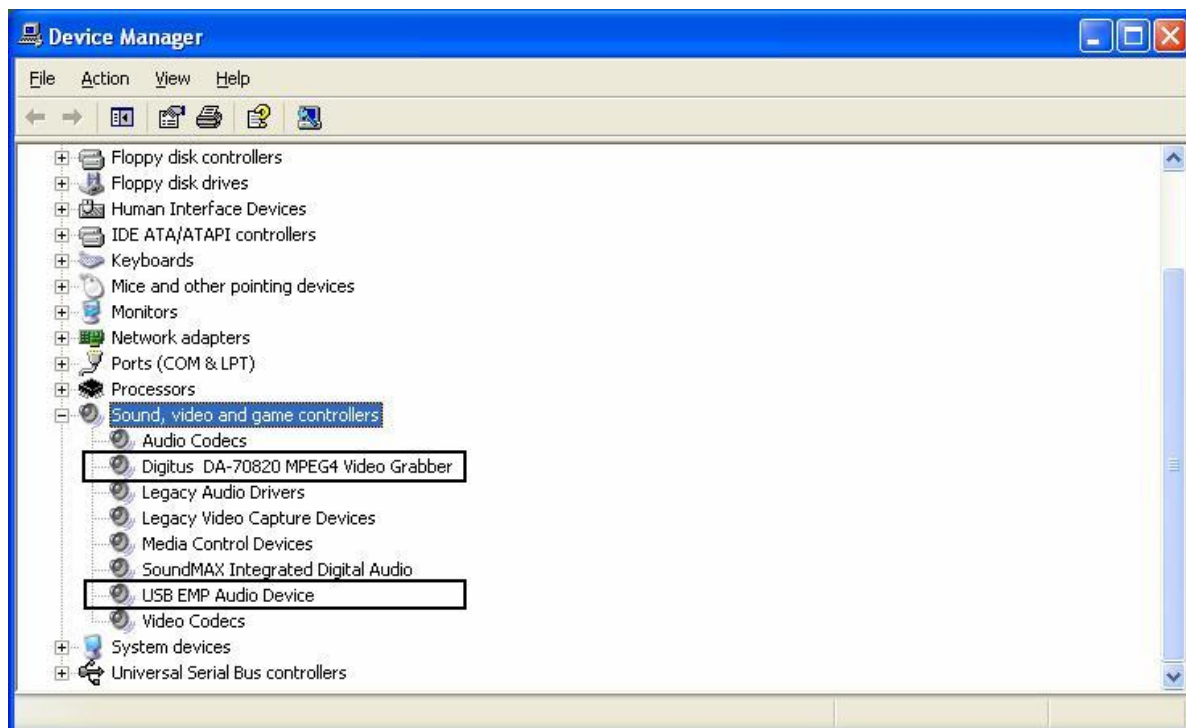 Device Manager
File Action View Help
Floppy disk controllers
Floppy disk drives
Human Interface Devices
IDE ATA/ATAPI controllers
Keyboards
Mice and other pointing devices
Monitors
Network adapters
Ports (COM & LPT)
Processors
Sound, video and game controllers
Audio Codecs
Digitus DA-70820 MPEG4 Video Grabber
Legacy Audio Drivers
Legacy Video Capture Devices
Media Control Devices
SoundMAX Integrated Digital Audio
USB EMP Audio Device
Video Codecs
System devices
Universal Serial Bus controllers